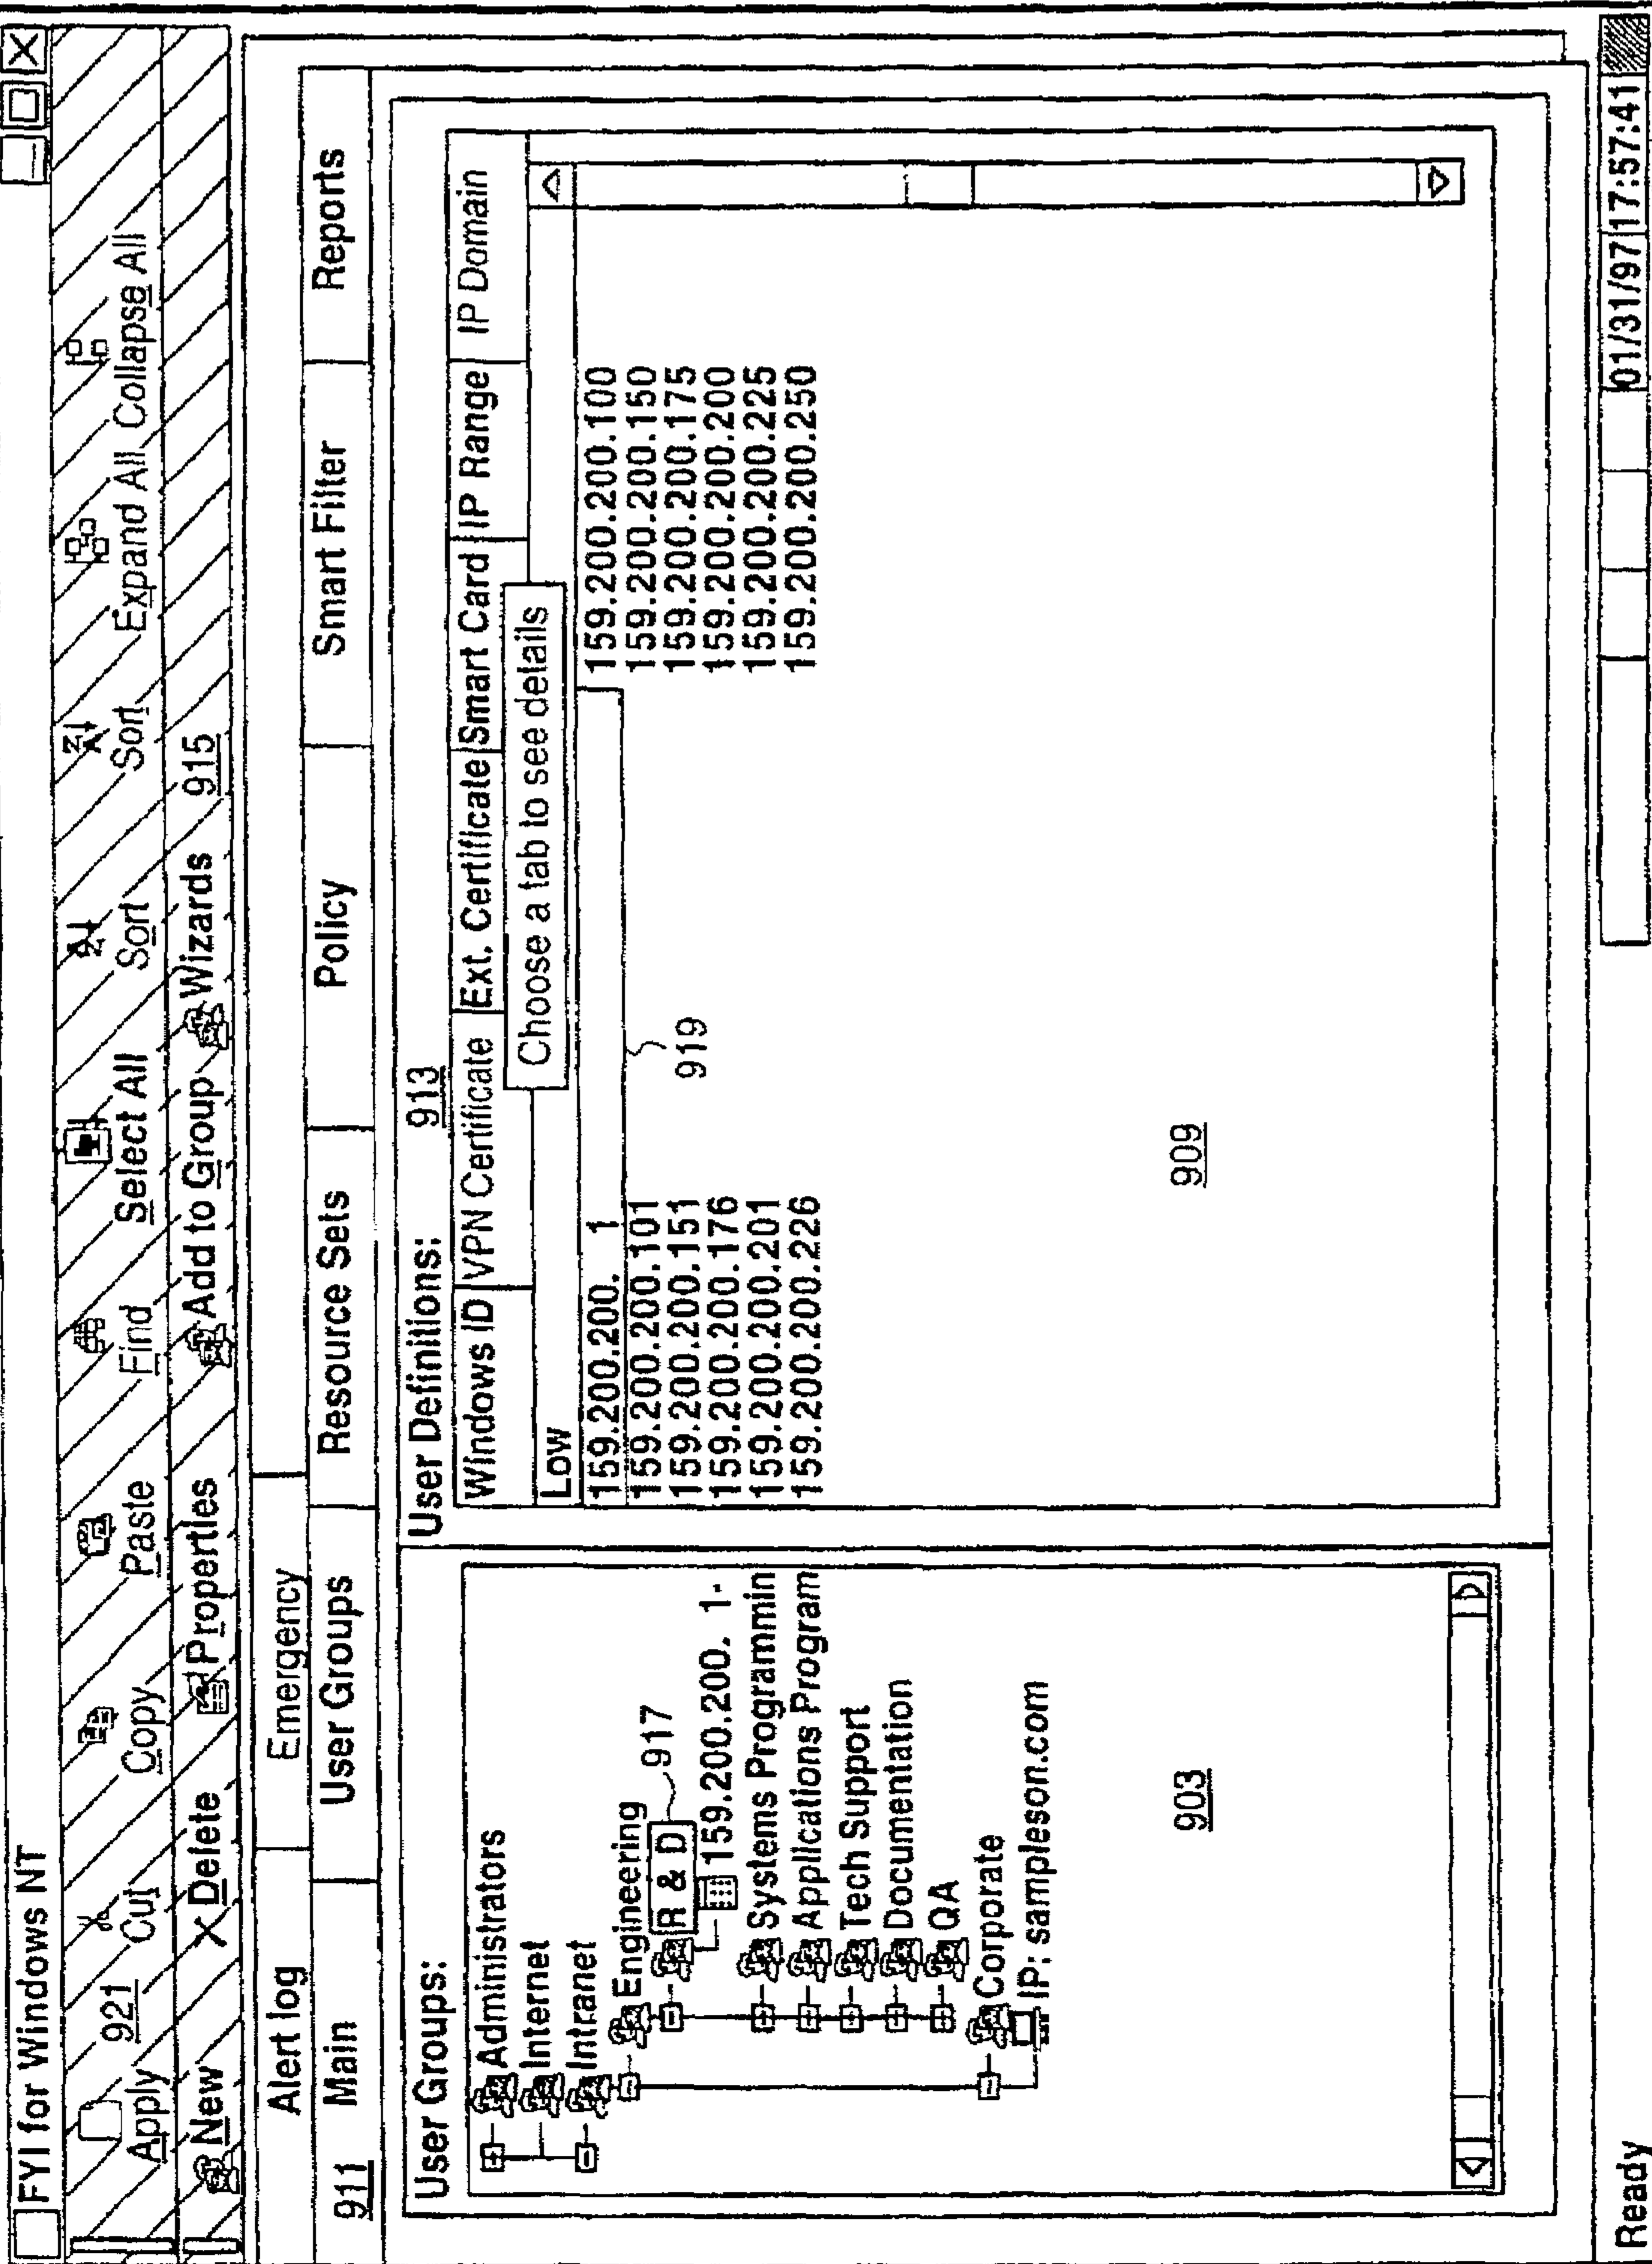 FYI for Windows NT
921
Apply Cut Copy Paste Find Select All Sort Sort Expand All Collapse All
New Delete Properties Add to Group Wizards 915
Alert log Emergency
911 Main User Groups Resource Sets Policy Smart Filter Reports
User Groups:
Administrators
Internet
Intranet
Engineering
R & D 917
159.200.200. 1-
Systems Programmin
Applications Program
Tech Support
Documentation
QA
Corporate
IP: sampleson.com
903
User Definitions: 913
Windows ID VPN Certificate Ext. Certificate Smart Card IP Range IP Domain
Choose a tab to see details
Low
159.200.200. 1 159.200.200.100
159.200.200.101 159.200.200.150
159.200.200.151 159.200.200.175
159.200.200.176 159.200.200.200
159.200.200.201 159.200.200.225
159.200.200.226 159.200.200.250
919
909
Ready 01/31/97 17:57:41